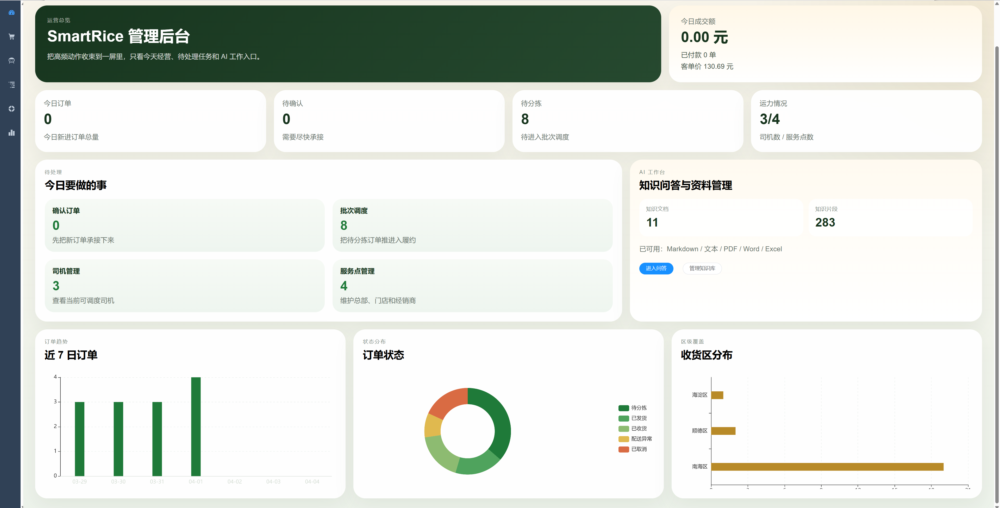 运营总览
SmartRice 管理后台
把高频动作收束到一屏里，只看今天经营、待处理任务和 AI 工作入口。
今日成交额
0.00 元
已付款 0 单
客单价 130.69 元
今日订单
0
今日新进订单总量
待确认
0
需要尽快承接
待分拣
8
待进入批次调度
运力情况
3/4
司机数 / 服务点数
待处理
今日要做的事
确认订单
0
先把新订单承接下来
批次调度
8
把待分拣订单推进入履约
司机管理
3
查看当前可调度司机
服务点管理
4
维护总部、门店和经销商
AI 工作台
知识问答与资料管理
知识文档
11
知识片段
283
已可用：Markdown / 文本 / PDF / Word / Excel
进入问答
管理知识库
订单趋势
近 7 日订单
4
3
2
1
0
03-29
03-30
03-31
04-01
04-02
04-03
04-04
状态分布
订单状态
待分拣
已发货
已收货
配送异常
已取消
区级覆盖
收货区分布
海淀区
顺德区
南海区